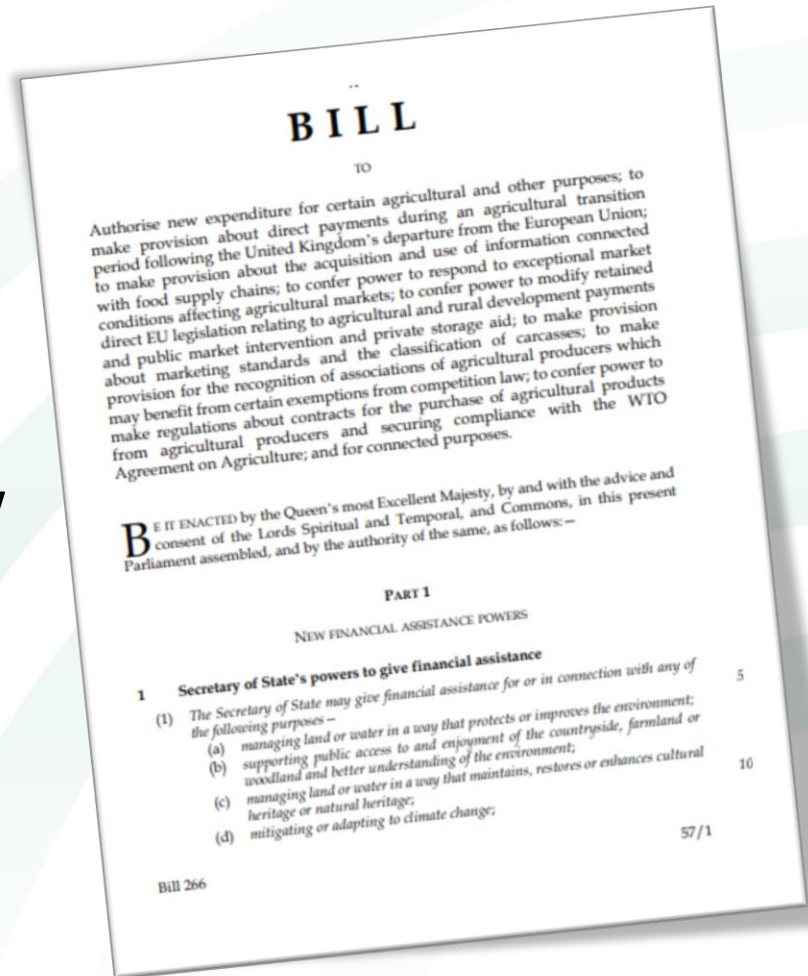 BILL
TO
Authorise new expenditure for certain agricultural and other purposes; to
make provision about direct payments during an agricultural transition
period following the United Kingdom's departure from the European Union;
to make provision about the acquisition and use of information connected
with food supply chains; to confer power to respond to exceptional market
conditions affecting agricultural markets; to confer power to modify retained
direct EU legislation relating to agricultural and rural development payments
and public market intervention and private storage aid; to make provision
about marketing standards and the classification of carcasses; to make
provision for the recognition of associations of agricultural producers which
may benefit from certain exemptions from competition law; to confer power to
make regulations about contracts for the purchase of agricultural products
from agricultural producers and securing compliance with the WTO
Agreement on Agriculture; and for connected purposes.
BE IT ENACTED by the Queen's most Excellent Majesty, by and with the advice and
consent of the Lords Spiritual and Temporal, and Commons, in this present
Parliament assembled, and by the authority of the same, as follows:—
PART 1
NEW FINANCIAL ASSISTANCE POWERS
1 Secretary of State's powers to give financial assistance
(1) The Secretary of State may give financial assistance for or in connection with any of
the following purposes— 5
(a) managing land or water in a way that protects or improves the environment;
(b) supporting public access to and enjoyment of the countryside, farmland or
woodland and better understanding of the environment;
(c) managing land or water in a way that maintains, restores or enhances cultural
heritage or natural heritage; 10
(d) mitigating or adapting to climate change;
Bill 266 57/1